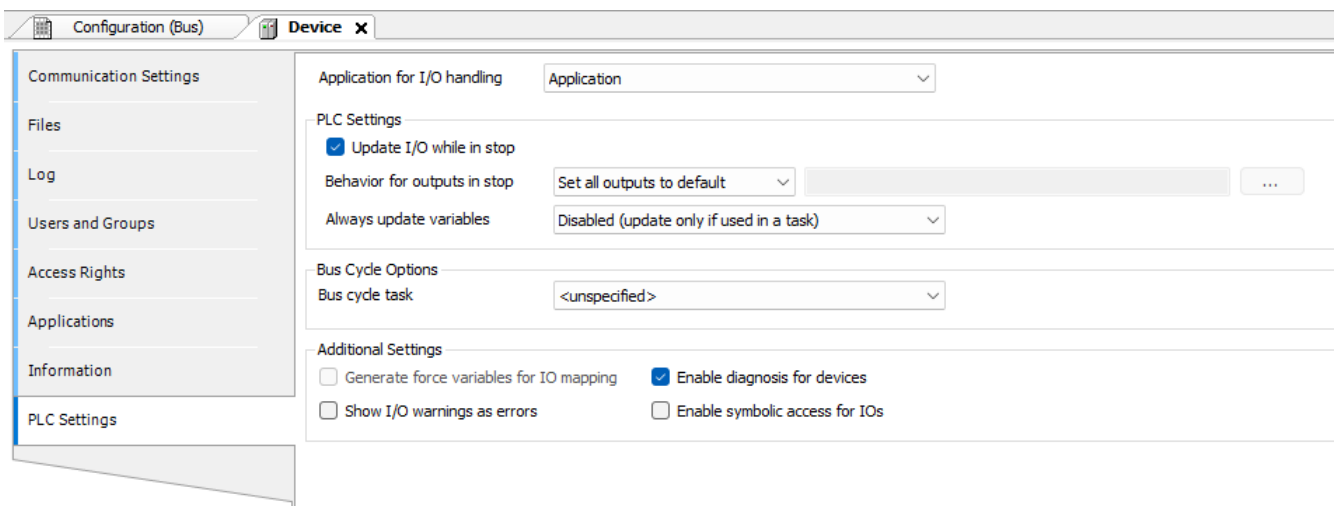 Configuration (Bus) Device
Communication Settings
Files
Log
Users and Groups
Access Rights
Applications
Information
PLC Settings
Application for I/O handling Application
PLC Settings
Update I/O while in stop
Behavior for outputs in stop Set all outputs to default ...
Always update variables Disabled (update only if used in a task)
Bus Cycle Options
Bus cycle task <unspecified>
Additional Settings
Generate force variables for IO mapping Enable diagnosis for devices
Show I/O warnings as errors Enable symbolic access for IOs